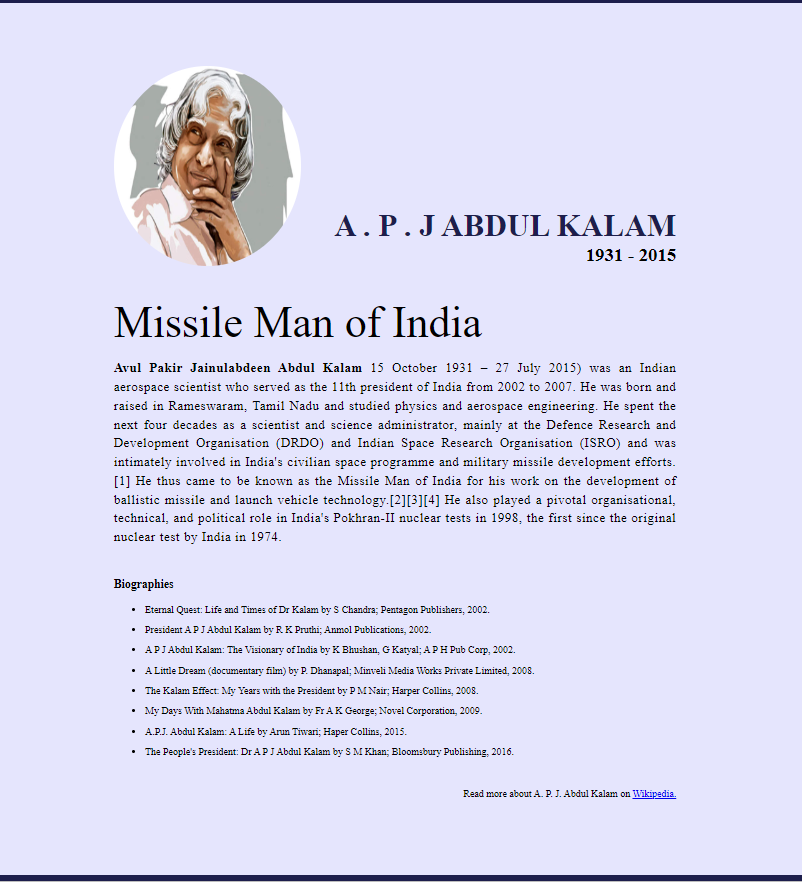 A . P . J ABDUL KALAM
1931 - 2015
Missile Man of India
Avul Pakir Jainulabdeen Abdul Kalam 15 October 1931 – 27 July 2015) was an Indian
aerospace scientist who served as the 11th president of India from 2002 to 2007. He was born and
raised in Rameswaram, Tamil Nadu and studied physics and aerospace engineering. He spent the
next four decades as a scientist and science administrator, mainly at the Defence Research and
Development Organisation (DRDO) and Indian Space Research Organisation (ISRO) and was
intimately involved in India's civilian space programme and military missile development efforts.
[1] He thus came to be known as the Missile Man of India for his work on the development of
ballistic missile and launch vehicle technology.[2][3][4] He also played a pivotal organisational,
technical, and political role in India's Pokhran-II nuclear tests in 1998, the first since the original
nuclear test by India in 1974.
Biographies
• Eternal Quest: Life and Times of Dr Kalam by S Chandra; Pentagon Publishers, 2002.
• President A P J Abdul Kalam by R K Pruthi; Anmol Publications, 2002.
• A P J Abdul Kalam: The Visionary of India by K Bhushan, G Katyal; A P H Pub Corp, 2002.
• A Little Dream (documentary film) by P. Dhanapal; Minveli Media Works Private Limited, 2008.
• The Kalam Effect: My Years with the President by P M Nair; Harper Collins, 2008.
• My Days With Mahatma Abdul Kalam by Fr A K George; Novel Corporation, 2009.
• A.P.J. Abdul Kalam: A Life by Arun Tiwari; Haper Collins, 2015.
• The People's President: Dr A P J Abdul Kalam by S M Khan; Bloomsbury Publishing, 2016.
Read more about A. P. J. Abdul Kalam on Wikipedia.